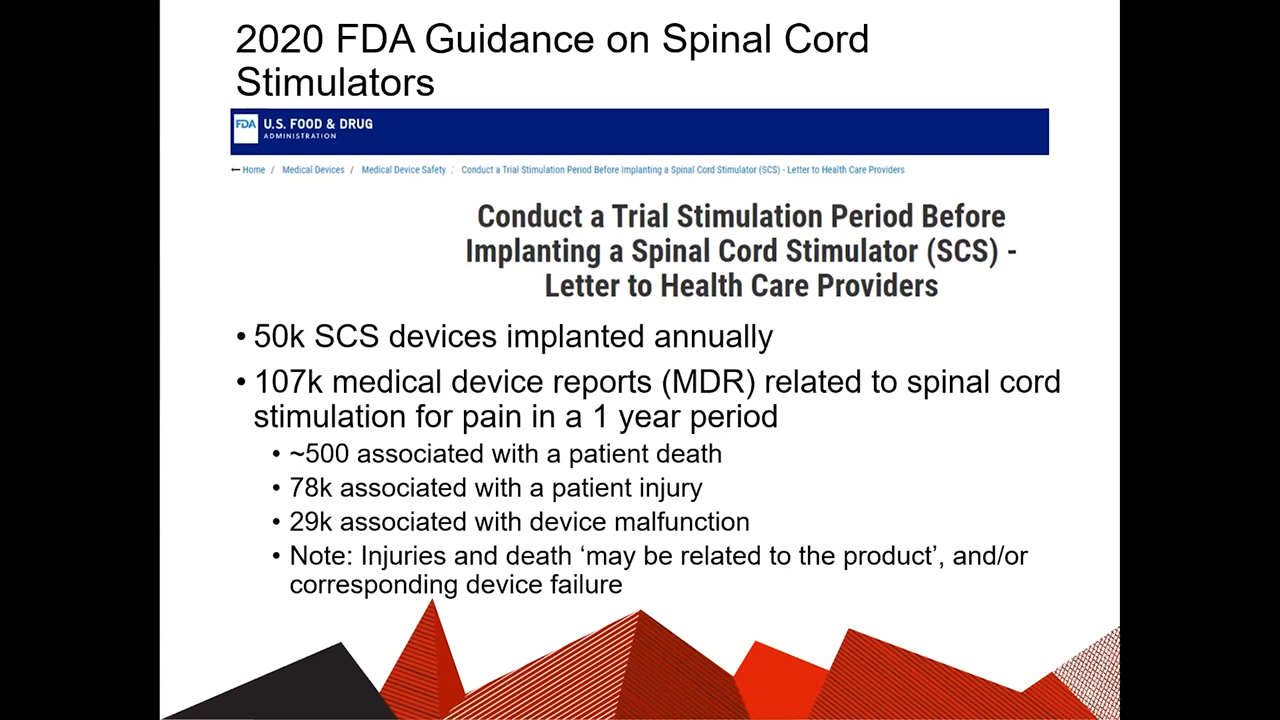 2020 FDA Guidance on Spinal Cord
Stimulators
FDA U.S. FOOD & DRUG
ADMINISTRATION
← Home / Medical Devices / Medical Device Safety / Conduct a Trial Stimulation Period Before Implanting a Spinal Cord Stimulator (SCS) - Letter to Health Care Providers
Conduct a Trial Stimulation Period Before
Implanting a Spinal Cord Stimulator (SCS) -
Letter to Health Care Providers
• 50k SCS devices implanted annually
• 107k medical device reports (MDR) related to spinal cord
stimulation for pain in a 1 year period
• ~500 associated with a patient death
• 78k associated with a patient injury
• 29k associated with device malfunction
• Note: Injuries and death ‘may be related to the product’, and/or
corresponding device failure